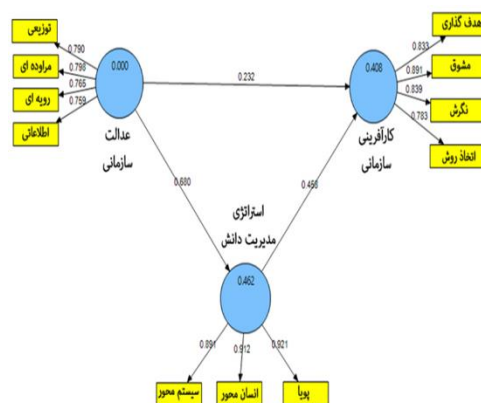 توزیعی
مراوده ای
رویه ای
اطلاعاتی
0.790
0.798
0.765
0.759
0.000
عدالت
سازمانی
0.232
0.408
کارآفرینی
سازمانی
هدف گذاری
مشوق
نگرش
اتخاذ روش
0.833
0.891
0.839
0.783
0.680
0.458
استراتژی
مدیریت دانش
0.462
0.891
0.912
0.921
سیستم محور
انسان محور
پویا